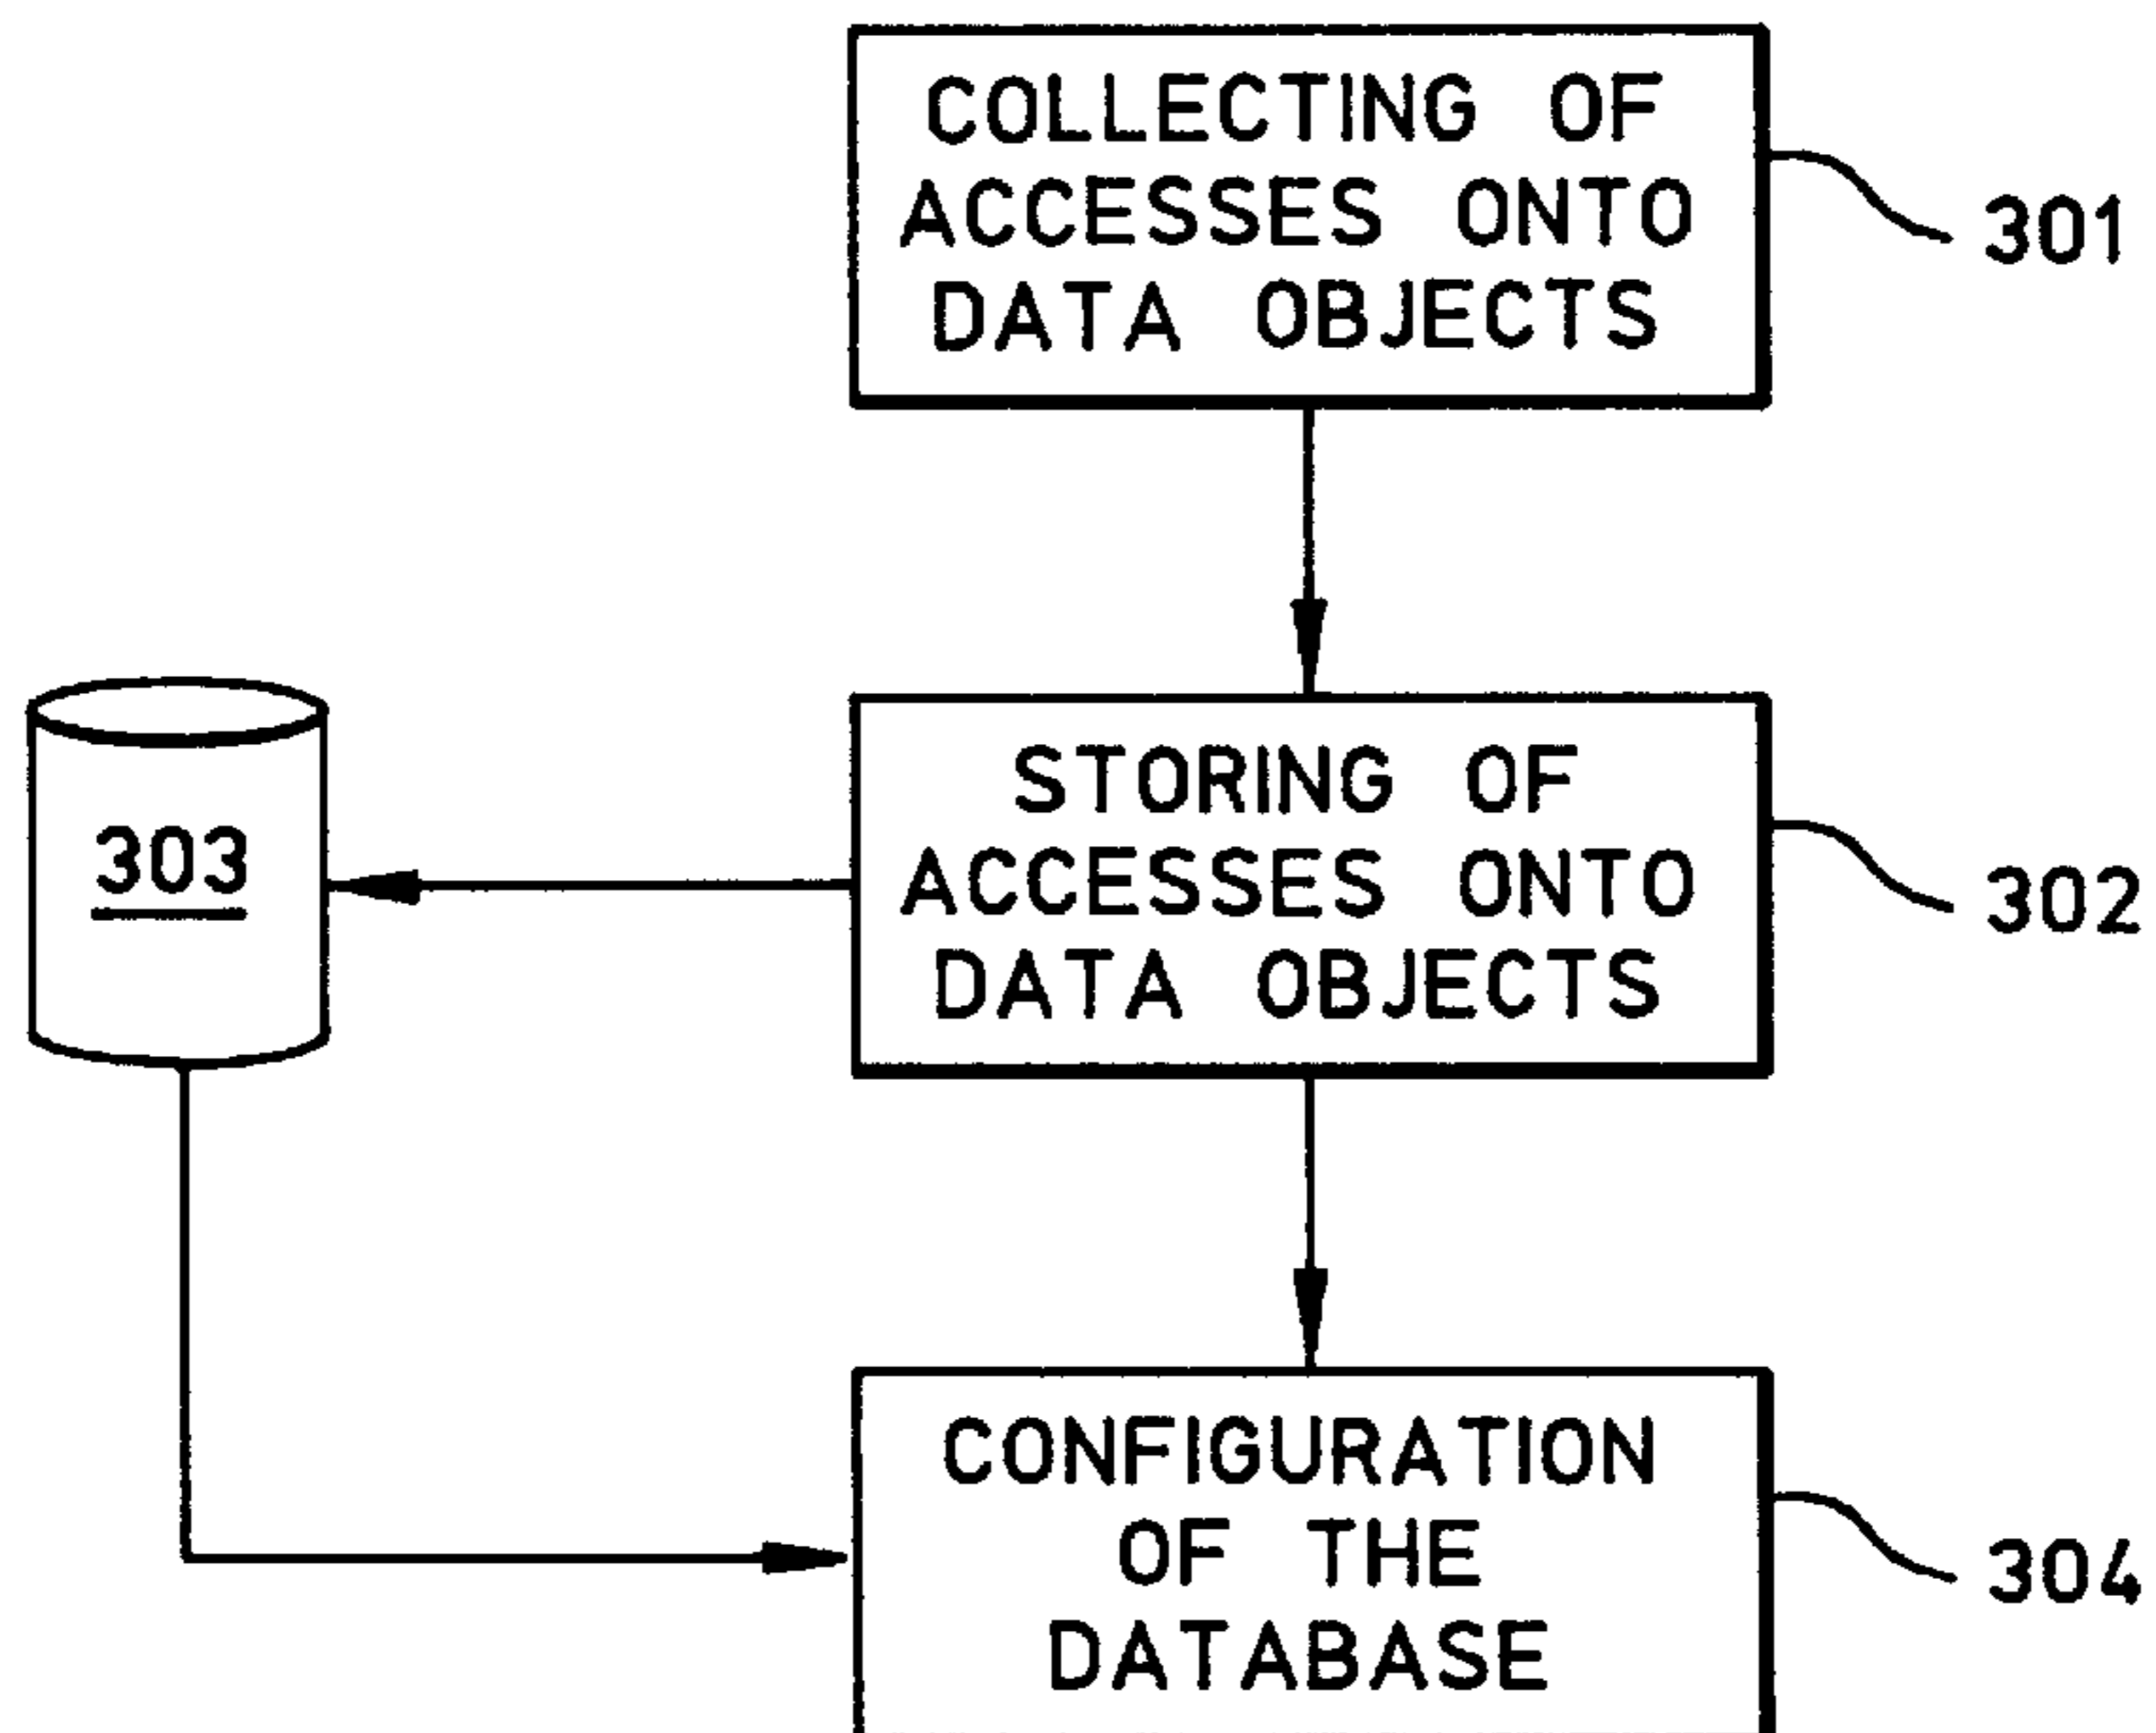 COLLECTING OF
ACCESSES ONTO
DATA OBJECTS
301
STORING OF
ACCESSES ONTO
DATA OBJECTS
302
303
CONFIGURATION
OF THE
DATABASE
304